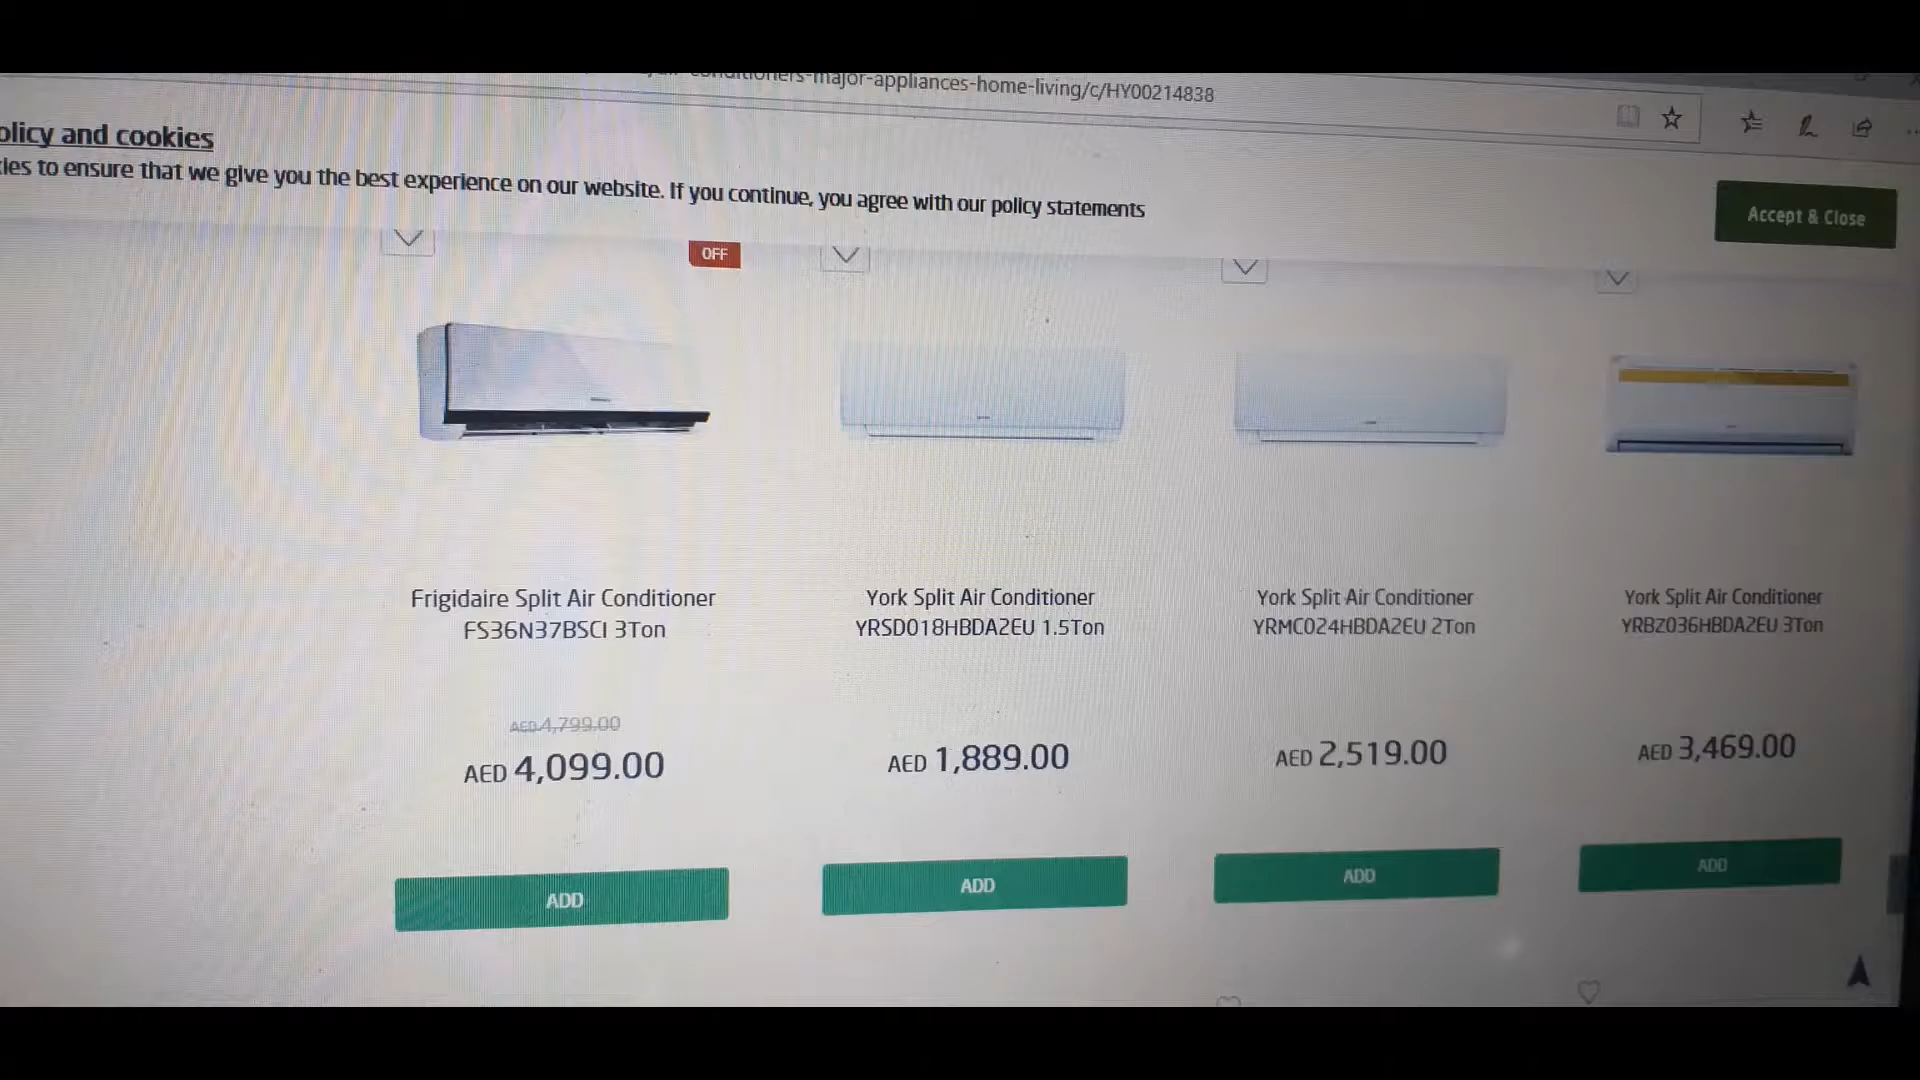 conditioners-major-appliances-home-living/c/HY00214838
olicy and cookies
ies to ensure that we give you the best experience on our website. If you continue, you agree with our policy statements
Accept & Close
OFF
Frigidaire Split Air Conditioner
FS36N37BSCI 3Ton
AED 4,799.00
AED 4,099.00
ADD
York Split Air Conditioner
YRSD018HBDA2EU 1.5Ton
AED 1,889.00
ADD
York Split Air Conditioner
YRMC024HBDA2EU 2Ton
AED 2,519.00
ADD
York Split Air Conditioner
YRBZ036HBDA2EU 3Ton
AED 3,469.00
ADD